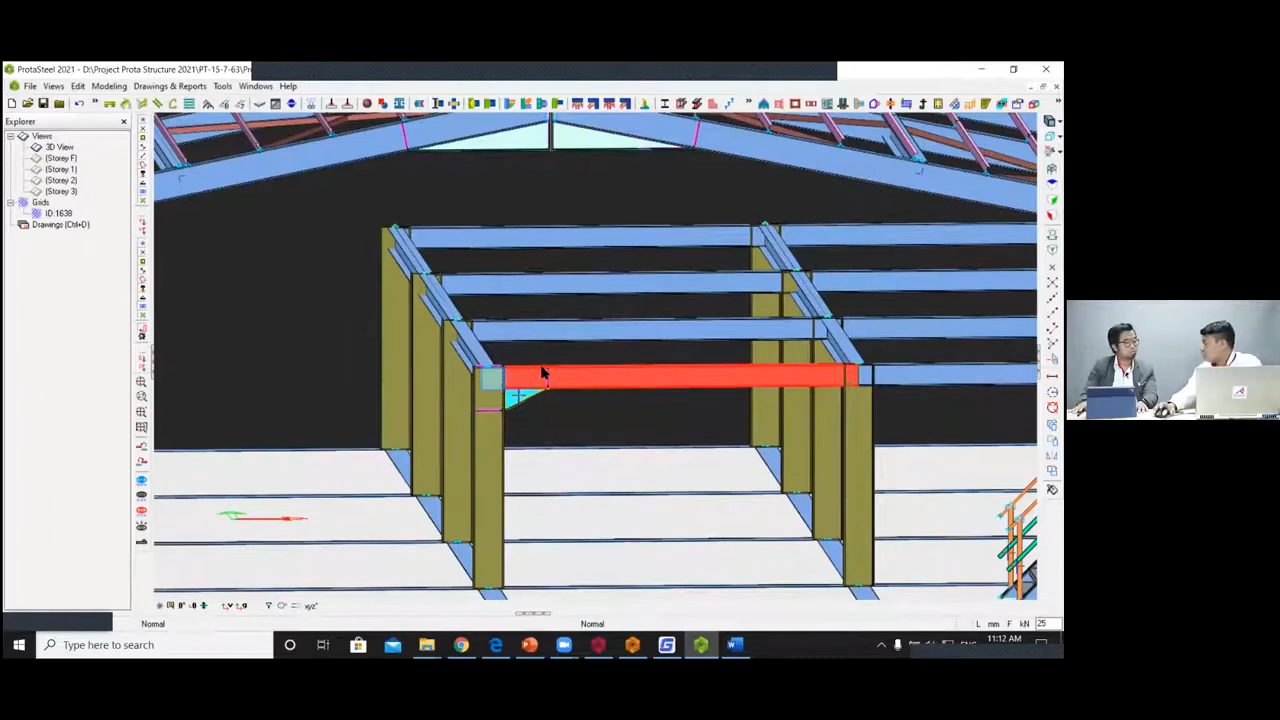 ProtaSteel 2021 - D:\Project Prota Structure 2021\PT-15-7-63\Pr
File Views Edit Modeling Drawings & Reports Tools Windows Help
Explorer
Views
3D View
(Storey F)
(Storey 1)
(Storey 2)
(Storey 3)
Grids
ID:1638
Drawings (Ctrl+D)
xyz
Normal
Normal
L mm F kN 25
Type here to search
11:12 AM